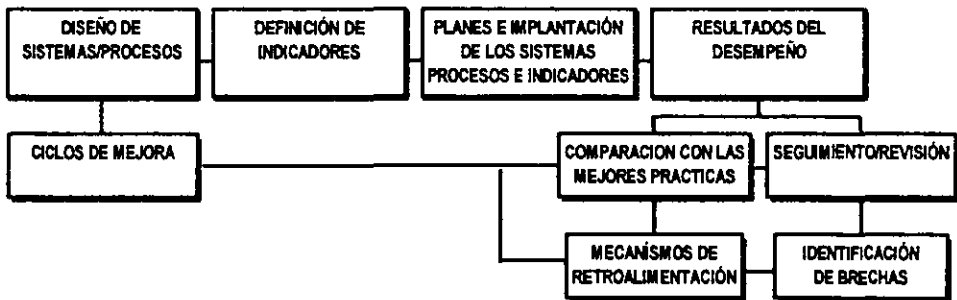 DISEÑO DE
SISTEMAS/PROCESOS
DEFINICIÓN DE
INDICADORES
PLANES E IMPLANTACIÓN
DE LOS SISTEMAS
PROCESOS E INDICADORES
RESULTADOS DEL
DESEMPEÑO
CICLOS DE MEJORA
COMPARACION CON LAS
MEJORES PRACTICAS
SEGUIMIENTO/REVISIÓN
MECANÍSMOS DE
RETROALIMENTACIÓN
IDENTIFICACIÓN
DE BRECHAS